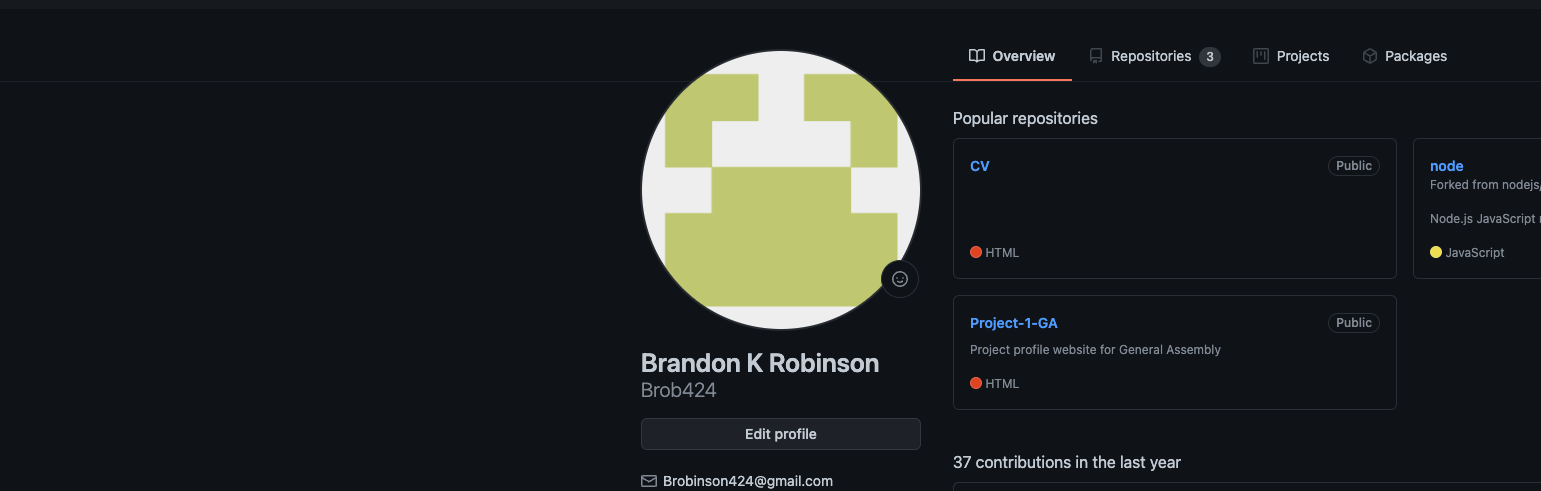 Overview Repositories 3 Projects Packages
Popular repositories
CV Public
HTML
node
Forked from nodejs/
Node.js JavaScript
JavaScript
Project-1-GA Public
Project profile website for General Assembly
HTML
Brandon K Robinson
Brob424
Edit profile
Brobinson424@gmail.com
37 contributions in the last year